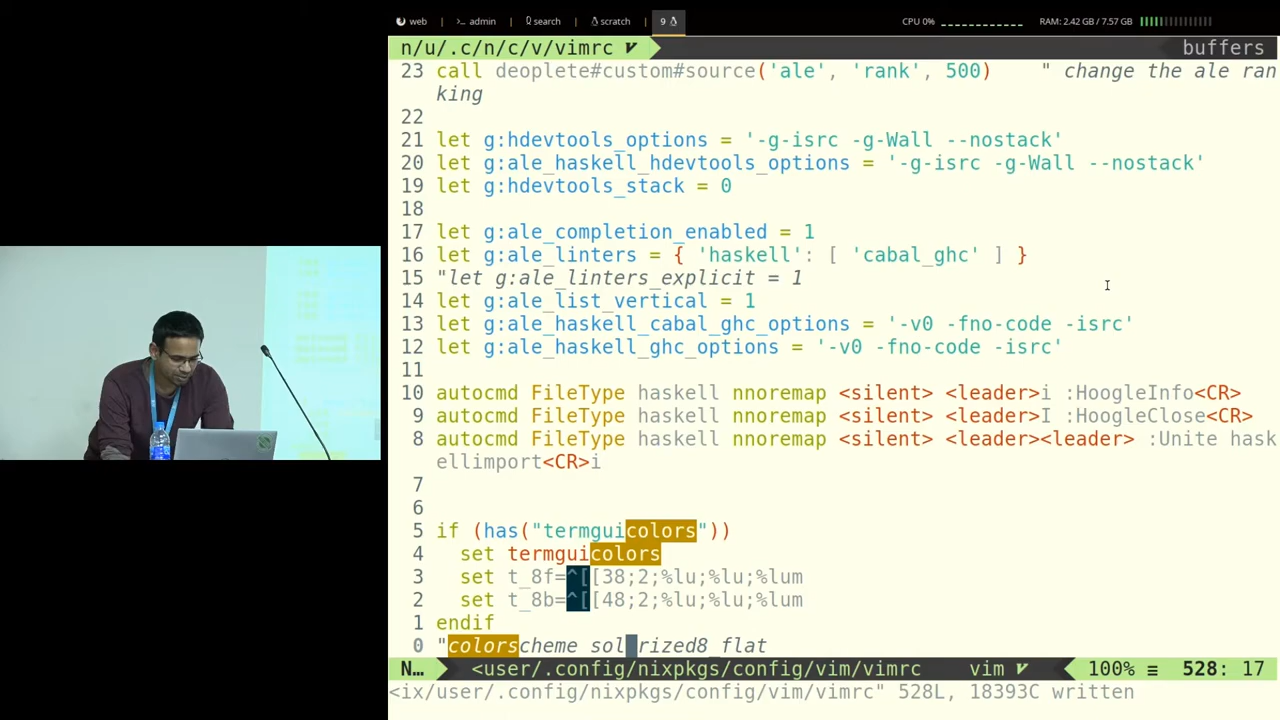 web | admin | search | scratch | 9 CPU 0% RAM: 2.42 GB / 7.57 GB
n/u/.c/n/c/v/vimrc buffers
23 call deoplete#custom#source('ale', 'rank', 500) " change the ale ran
king
22
21 let g:hdevtools_options = '-g-isrc -g-Wall --nostack'
20 let g:ale_haskell_hdevtools_options = '-g-isrc -g-Wall --nostack'
19 let g:hdevtools_stack = 0
18
17 let g:ale_completion_enabled = 1
16 let g:ale_linters = { 'haskell': [ 'cabal_ghc' ] }
15 "let g:ale_linters_explicit = 1
14 let g:ale_list_vertical = 1
13 let g:ale_haskell_cabal_ghc_options = '-v0 -fno-code -isrc'
12 let g:ale_haskell_ghc_options = '-v0 -fno-code -isrc'
11
10 autocmd FileType haskell nnoremap <silent> <leader>i :HoogleInfo<CR>
9 autocmd FileType haskell nnoremap <silent> <leader>I :HoogleClose<CR>
8 autocmd FileType haskell nnoremap <silent> <leader><leader> :Unite hask
ellimport<CR>i
7
6
5 if (has("termguicolors"))
4 set termguicolors
3 set t_8f=^[[38;2;%lu;%lu;%lum
2 set t_8b=^[[48;2;%lu;%lu;%lum
1 endif
0 "colorscheme sol rized8_flat
N… <user/.config/nixpkgs/config/vim/vimrc vim 100% ≡ 528: 17
<ix/user/.config/nixpkgs/config/vim/vimrc" 528L, 18393C written